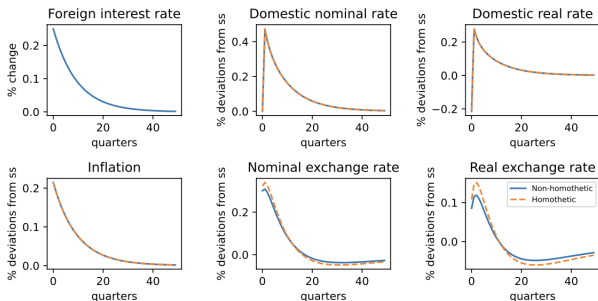 Foreign interest rate
Domestic nominal rate
Domestic real rate
% change
0.2
0.1
0.0
0
20
40
quarters
% deviations from ss
0.4
0.2
0.0
0
20
40
quarters
% deviations from ss
0.2
0.0
−0.2
0
20
40
quarters
Inflation
Nominal exchange rate
Real exchange rate
% deviations from ss
0.2
0.1
0.0
0
20
40
quarters
% deviations from ss
0.2
0.0
0
20
40
quarters
% deviations from ss
0.1
0.0
Non-homothetic
Homothetic
0
20
40
quarters